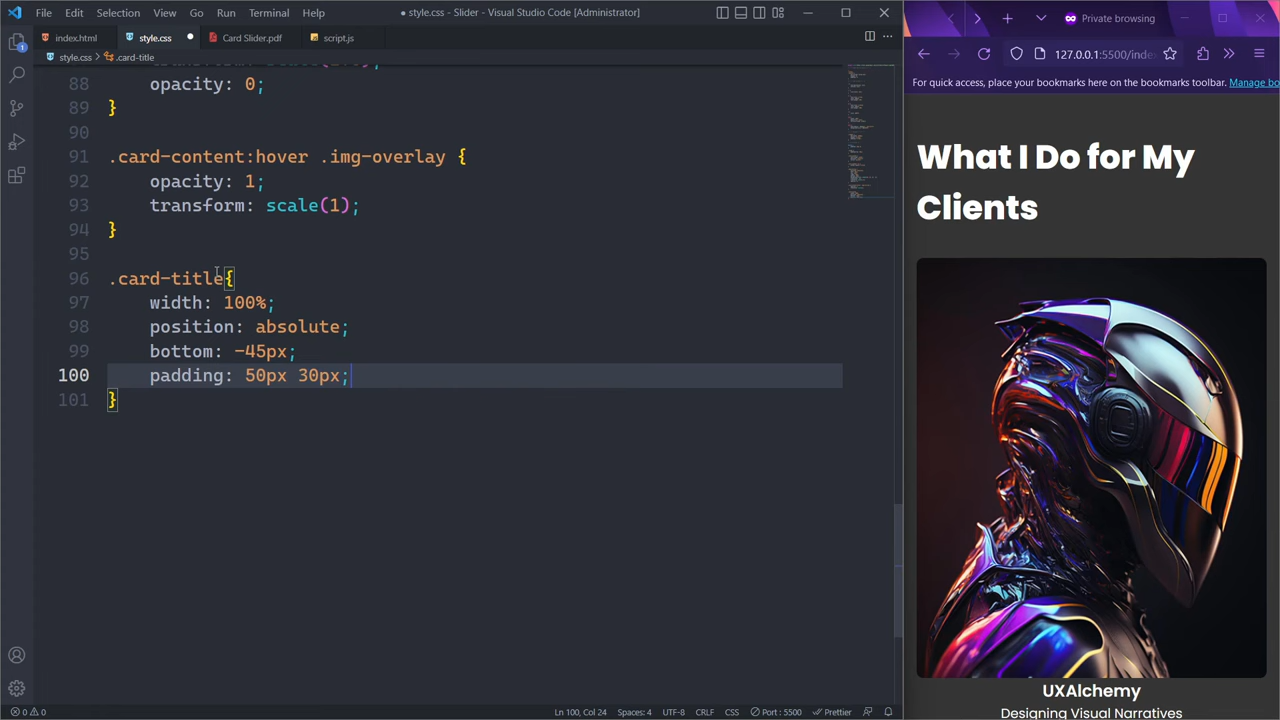 File Edit Selection View Go Run Terminal Help
● style.css - Slider - Visual Studio Code [Administrator]
index.html
style.css ●
Card Slider.pdf
script.js
style.css > .card-title
88 opacity: 0;
89 }
90
91 .card-content:hover .img-overlay {
92 opacity: 1;
93 transform: scale(1);
94 }
95
96 .card-title{
97 width: 100%;
98 position: absolute;
99 bottom: -45px;
100 padding: 50px 30px;
101 }
1
0 0
Ln 100, Col 24 Spaces: 4 UTF-8 CRLF CSS Port : 5500 Prettier
Private browsing
127.0.0.1:5500/inde
For quick access, place your bookmarks here on the bookmarks toolbar. Manage bo
What I Do for My
Clients
UXAlchemy
Designing Visual Narratives